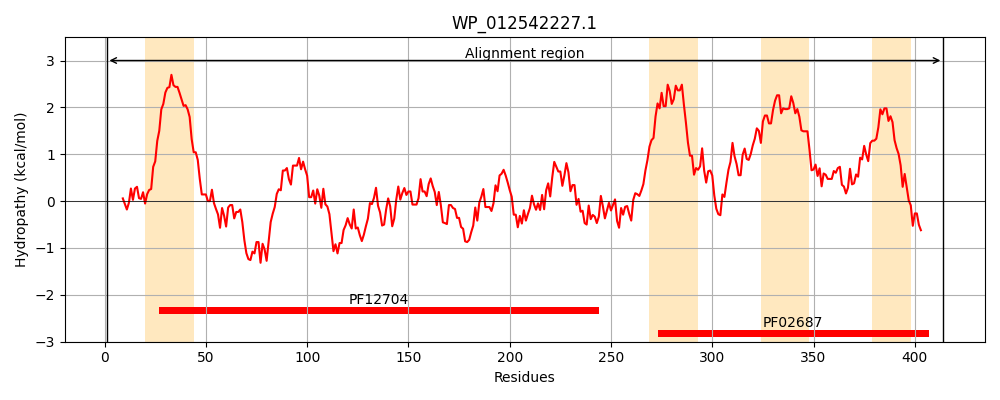 WP_012542227.1
Alignment region
Hydropathy (kcal/mol)
3
2
1
0
−1
−2
−3
PF12704
PF02687
0 50 100 150 200 250 300 350 400
Residues